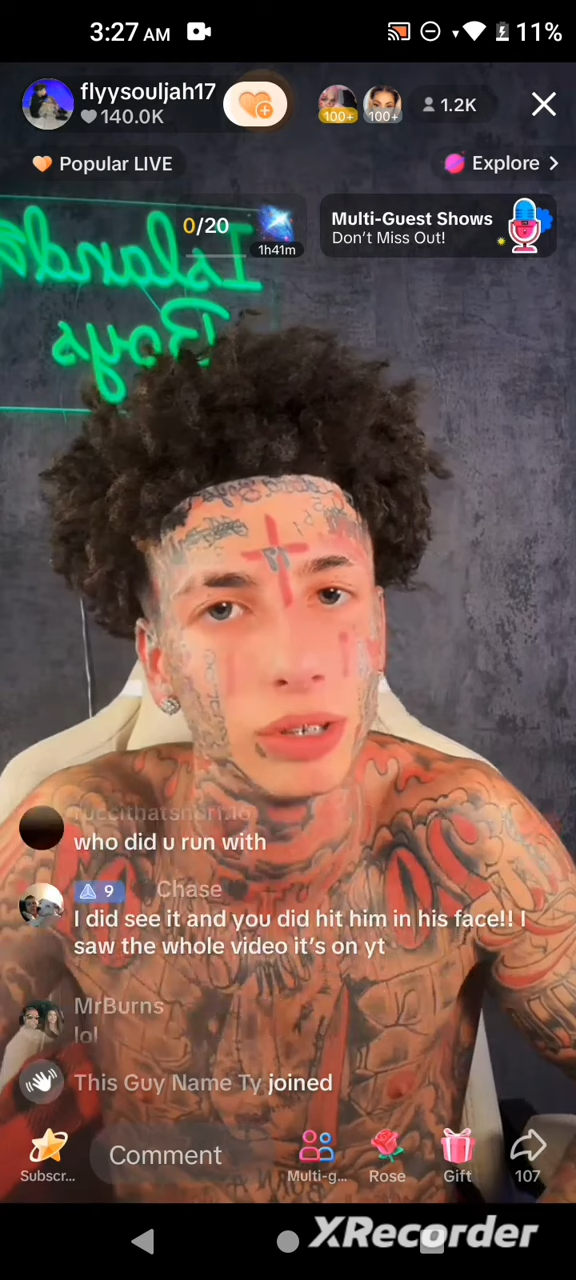 3:27 AM
11%
flyysouljah17
140.0K
100+
100+
1.2K
Popular LIVE
Explore >
0/20
1h41m
Multi-Guest Shows
Don't Miss Out!
Island
Boys
who did u run with
9 Chase
I did see it and you did hit him in his face!! I
saw the whole video it's on yt
MrBurns
lol
This Guy Name Ty joined
Subscr...
Comment
Multi-g...
Rose
Gift
107
XRecorder